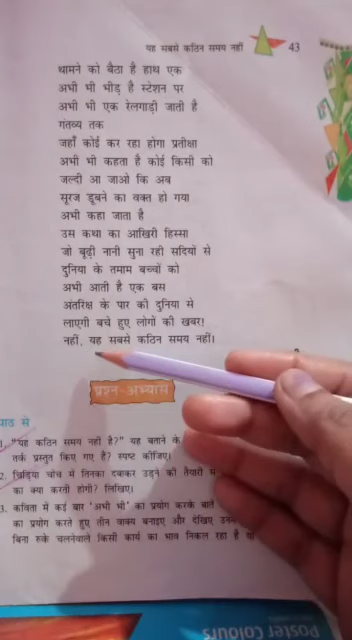 यह सबसे कठिन समय नहीं 43
थामने को बैठा है हाथ एक
अभी भी भीड़ है स्टेशन पर
अभी भी एक रेलगाड़ी जाती है
गंतव्य तक
जहाँ कोई कर रहा होगा प्रतीक्षा
अभी भी कहता है कोई किसी को
जल्दी आ जाओ कि अब
सूरज डूबने का वक्त हो गया
अभी कहा जाता है
उस कथा का आखिरी हिस्सा
जो बूढ़ी नानी सुना रही सदियों से
दुनिया के तमाम बच्चों को
अभी आती है एक बस
अंतरिक्ष के पार की दुनिया से
लाएगी बचे हुए लोगों की खबर!
नहीं, यह सबसे कठिन समय नहीं।
प्रश्न-अभ्यास
पाठ से
1. "यह कठिन समय नहीं है?" यह बताने के
तर्क प्रस्तुत किए गए हैं? स्पष्ट कीजिए।
2. चिड़िया चोंच में तिनका दबाकर उड़ने की तैयारी में
का क्या करती होगी? लिखिए।
3. कविता में कई बार 'अभी भी' का प्रयोग करके बातें
का प्रयोग करते हुए तीन वाक्य बनाइए और देखिए
बिना रुके चलनेवाले किसी कार्य का भाव निकल रहा है
Poster Colours